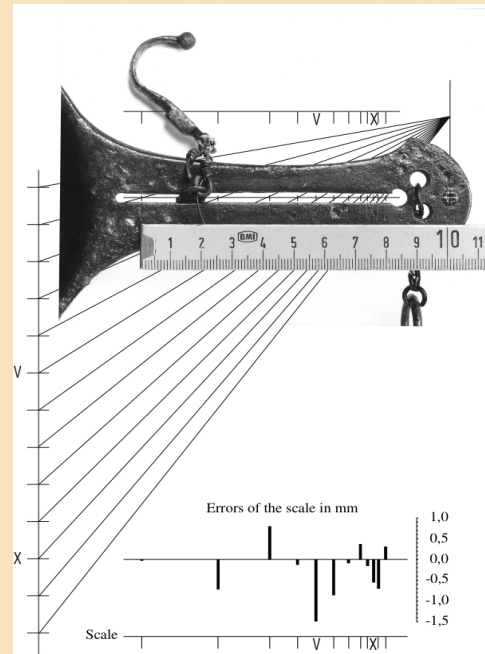 V X
BMI
1 2 3 4 5 6 7 8 9 10 11
V
X
Errors of the scale in mm
1,0
0,5
0,0
-0,5
-1,0
-1,5
Scale
V X